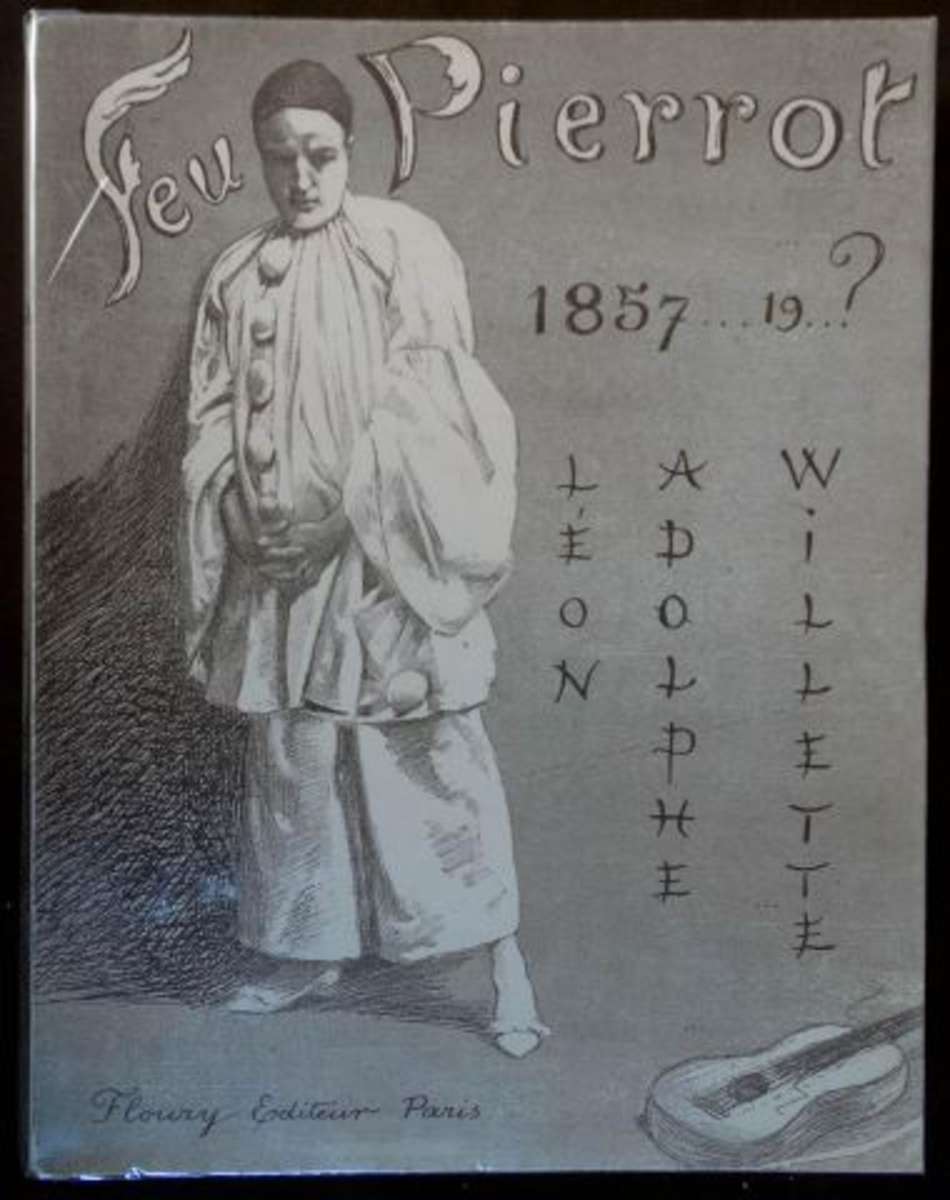 Feu Pierrot
1857....19...?
LÉON
ADOLPHE
WiLLETTE
Floury Editeur Paris